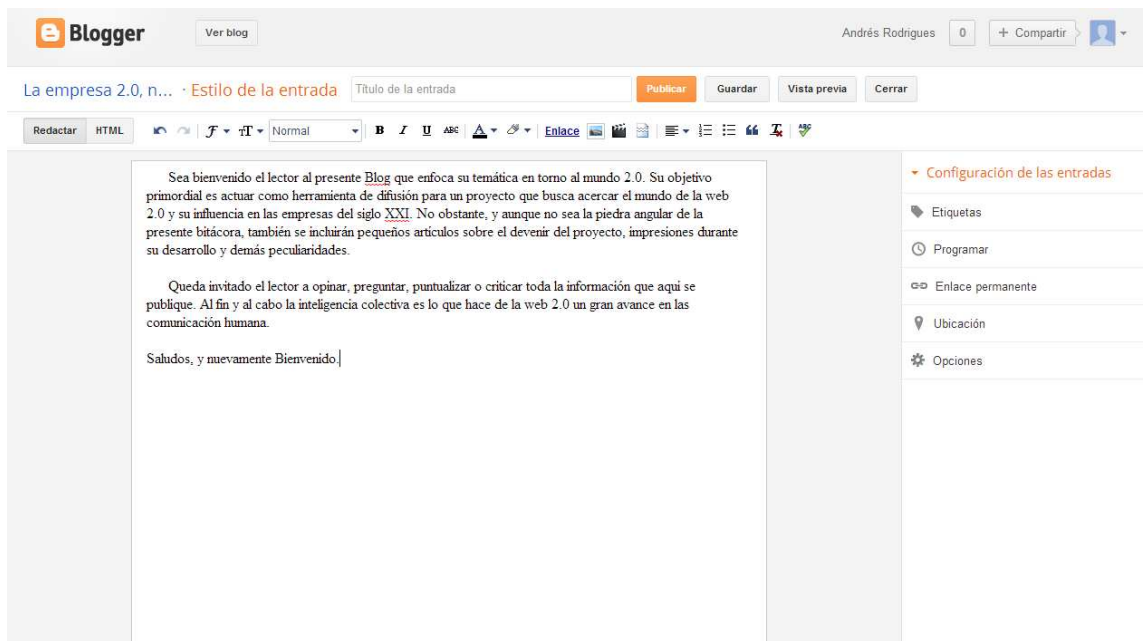 Blogger
Ver blog
Andrés Rodrigues 0 + Compartir
La empresa 2.0, n... · Estilo de la entrada Título de la entrada Publicar Guardar Vista previa Cerrar
Redactar HTML Normal B I U ABC A Enlace ABC
Sea bienvenido el lector al presente Blog que enfoca su temática en torno al mundo 2.0. Su objetivo
primordial es actuar como herramienta de difusión para un proyecto que busca acercar el mundo de la web
2.0 y su influencia en las empresas del siglo XXI. No obstante, y aunque no sea la piedra angular de la
presente bitácora, también se incluirán pequeños artículos sobre el devenir del proyecto, impresiones durante
su desarrollo y demás peculiaridades.
Queda invitado el lector a opinar, preguntar, puntualizar o criticar toda la información que aqui se
publique. Al fin y al cabo la inteligencia colectiva es lo que hace de la web 2.0 un gran avance en las
comunicación humana.
Saludos, y nuevamente Bienvenido.
Configuración de las entradas
Etiquetas
Programar
Enlace permanente
Ubicación
Opciones